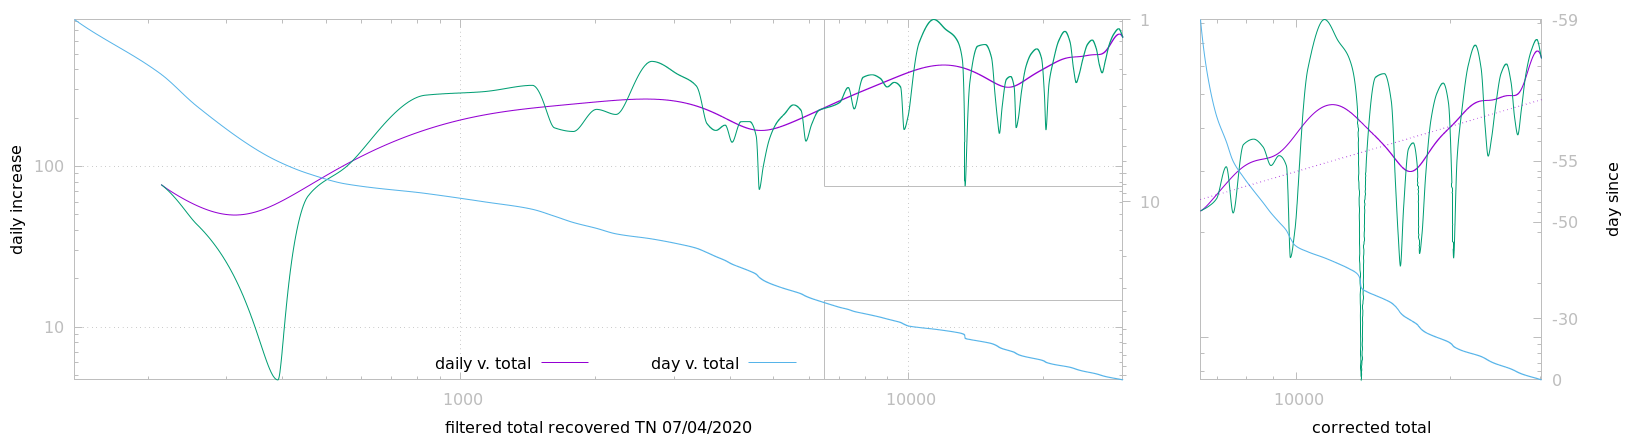 daily increase
100
10
1000
10000
1
10
daily v. total
day v. total
filtered total recovered TN 07/04/2020
-59
-55
-50
-30
0
day since
10000
corrected total